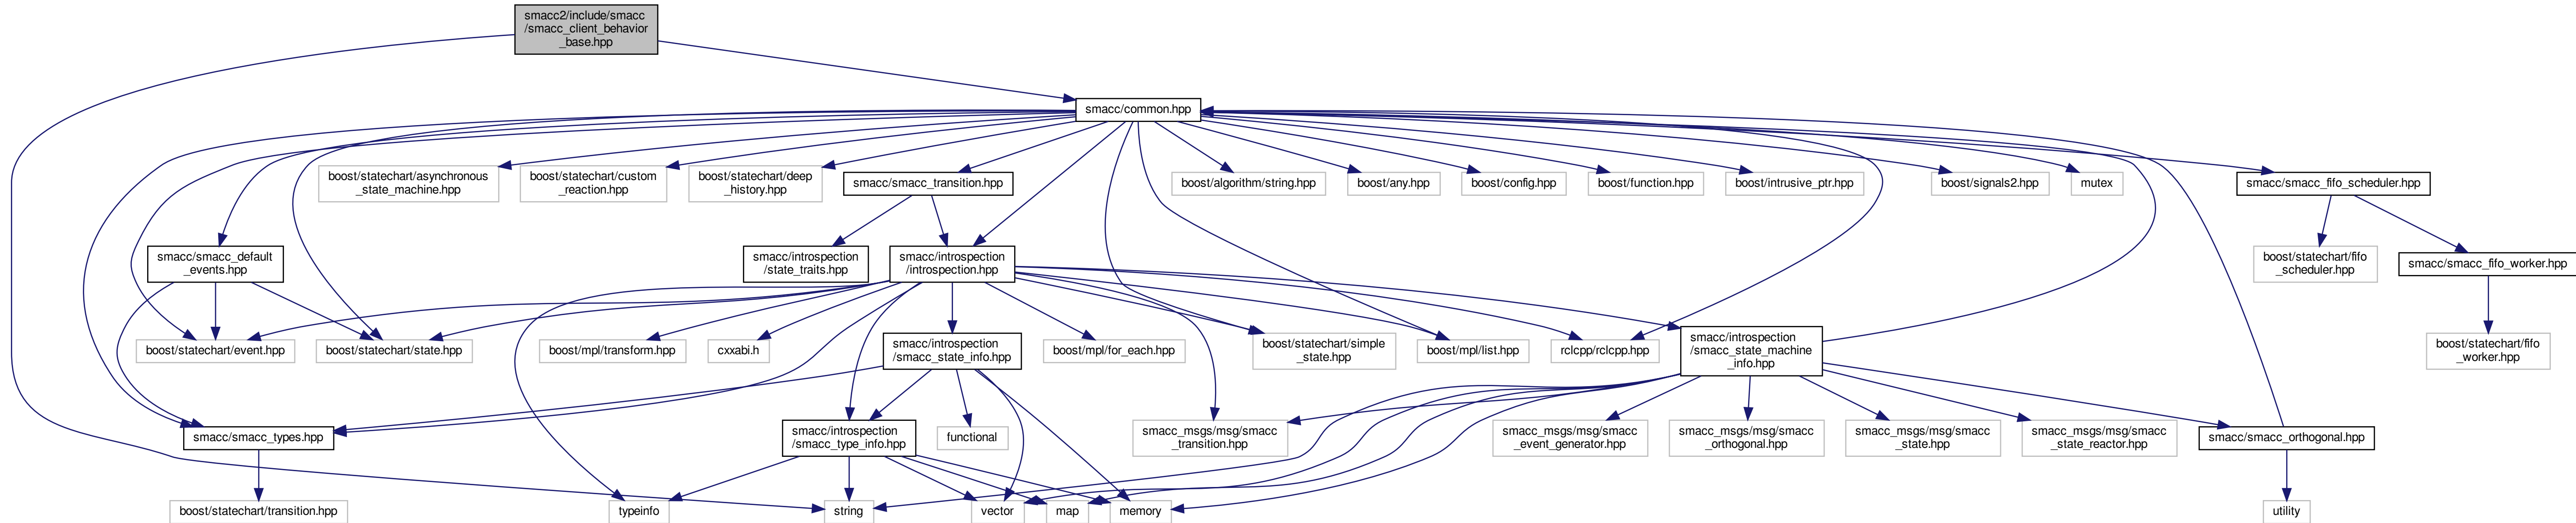 smacc2/include/smacc
/smacc_client_behavior
_base.hpp
smacc/common.hpp
boost/statechart/asynchronous
_state_machine.hpp
boost/statechart/custom
_reaction.hpp
boost/statechart/deep
_history.hpp
smacc/smacc_transition.hpp
boost/algorithm/string.hpp
boost/any.hpp
boost/config.hpp
boost/function.hpp
boost/intrusive_ptr.hpp
boost/signals2.hpp
mutex
smacc/smacc_fifo_scheduler.hpp
smacc/smacc_default
_events.hpp
smacc/introspection
/state_traits.hpp
smacc/introspection
/introspection.hpp
boost/statechart/fifo
_scheduler.hpp
smacc/smacc_fifo_worker.hpp
boost/statechart/event.hpp
boost/statechart/state.hpp
boost/mpl/transform.hpp
cxxabi.h
smacc/introspection
/smacc_state_info.hpp
boost/mpl/for_each.hpp
boost/statechart/simple
_state.hpp
boost/mpl/list.hpp
rclcpp/rclcpp.hpp
smacc/introspection
/smacc_state_machine
_info.hpp
boost/statechart/fifo
_worker.hpp
smacc/smacc_types.hpp
smacc/introspection
/smacc_type_info.hpp
functional
smacc_msgs/msg/smacc
_transition.hpp
smacc_msgs/msg/smacc
_event_generator.hpp
smacc_msgs/msg/smacc
_orthogonal.hpp
smacc_msgs/msg/smacc
_state.hpp
smacc_msgs/msg/smacc
_state_reactor.hpp
smacc/smacc_orthogonal.hpp
boost/statechart/transition.hpp
typeinfo
string
vector
map
memory
utility